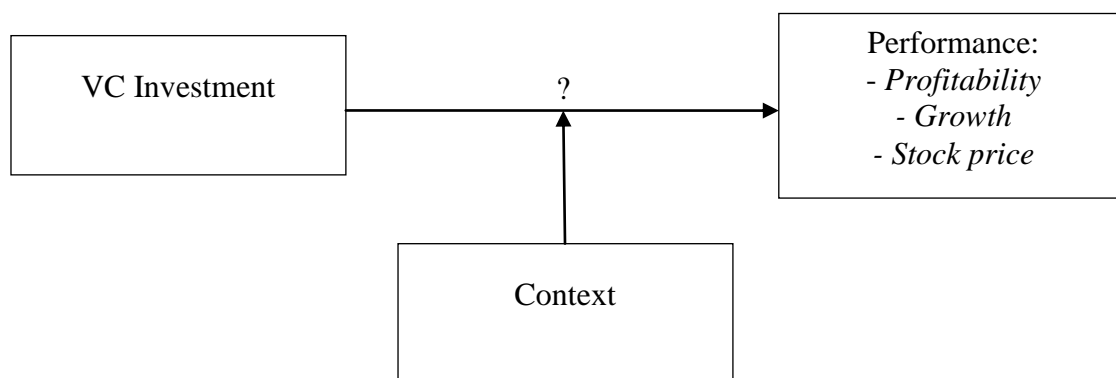 VC Investment
?
Performance:
- Profitability
- Growth
- Stock price
Context